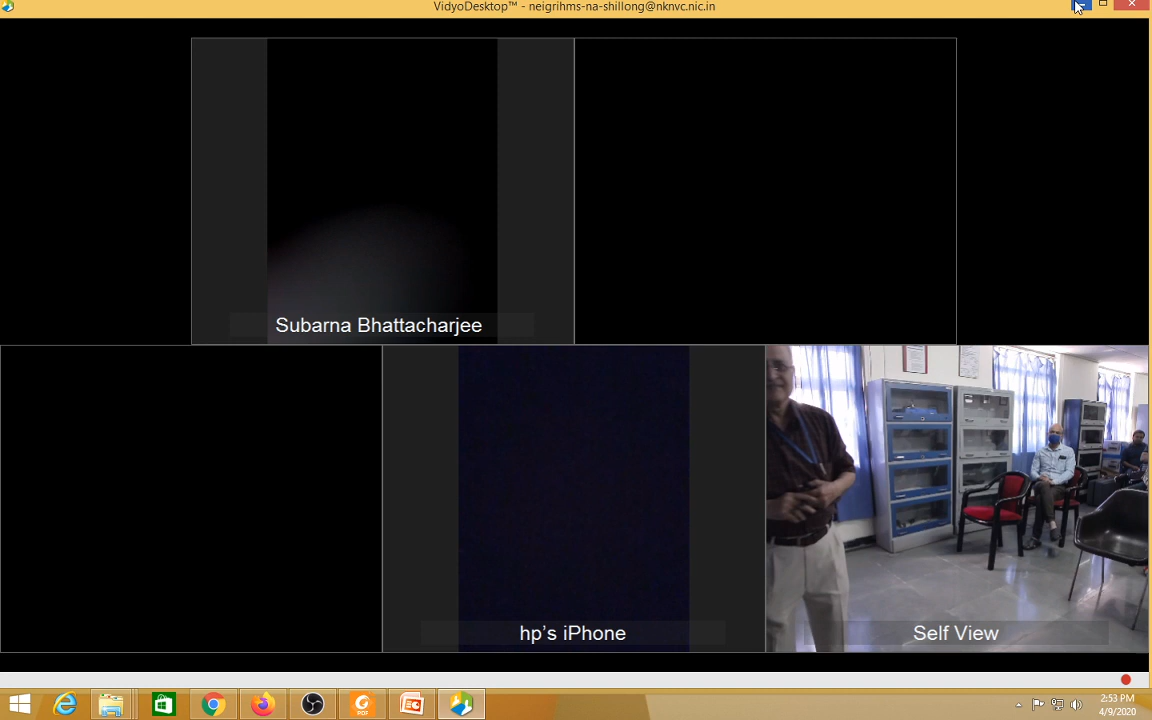 VidyoDesktop™ - neigrihms-na-shillong@nknvc.nic.in
Subarna Bhattacharjee
hp's iPhone
Self View
PDF
2:53 PM
4/9/2020